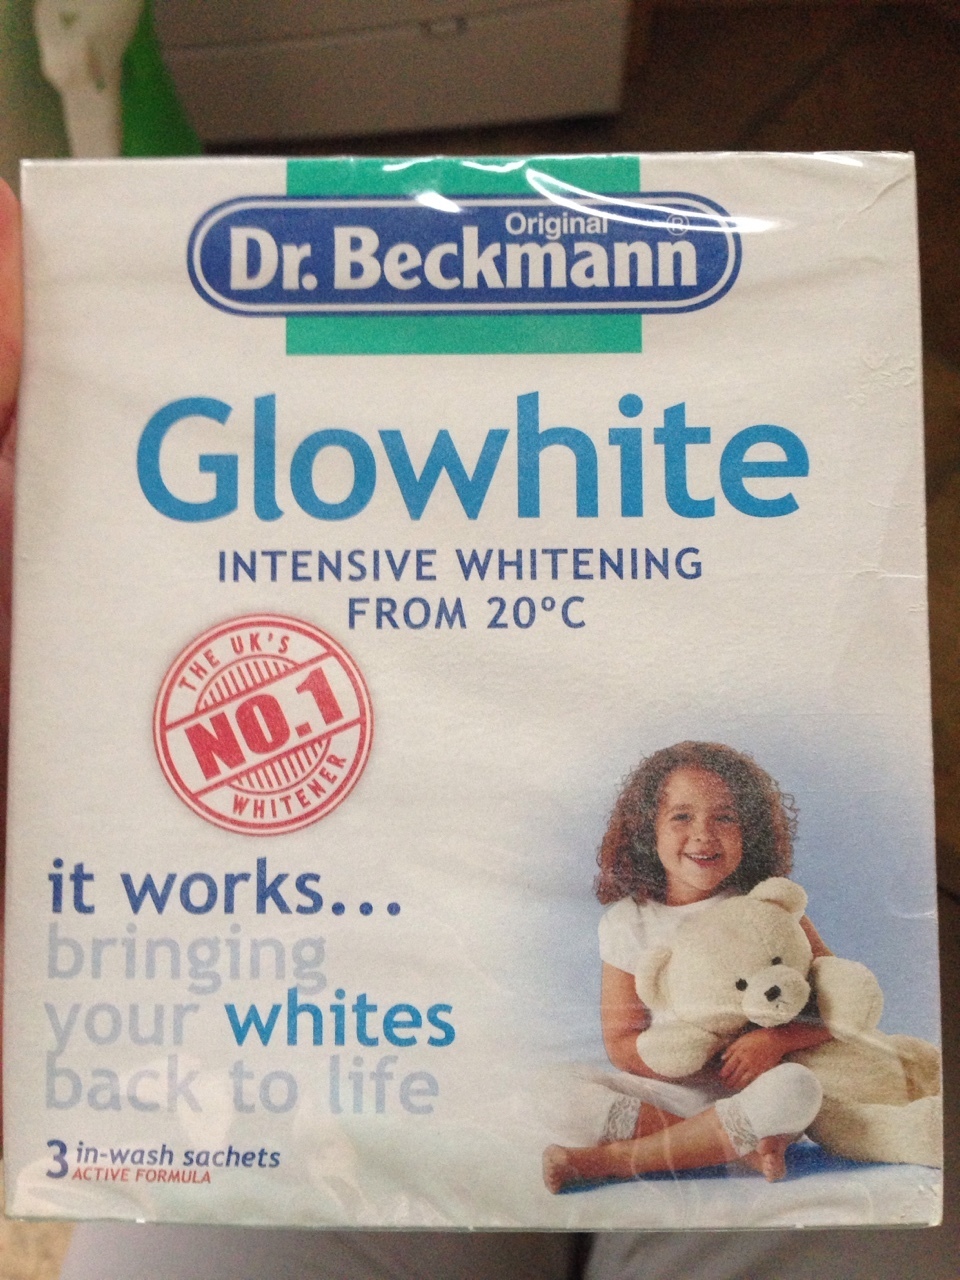 Original ®
Dr. Beckmann
Glowhite
INTENSIVE WHITENING
FROM 20°C
THE UK'S
NO.1
WHITENER
it works...
bringing
your whites
back to life
3 in-wash sachets
ACTIVE FORMULA